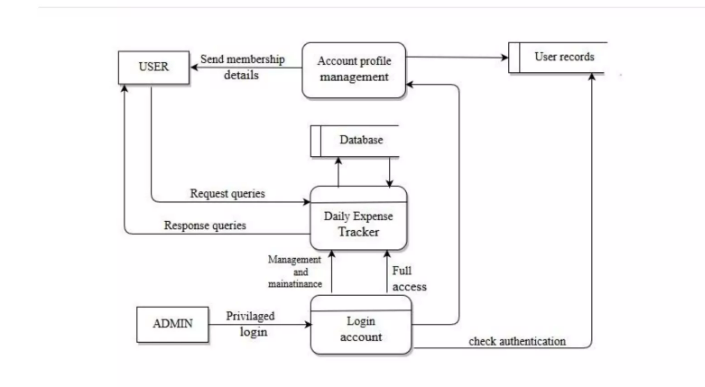 USER
Send membership
details
Account profile
management
User records
Database
Request queries
Response queries
Daily Expense
Tracker
Management
and
mainatinance
Full
access
ADMIN
Privilaged
login
Login
account
check authentication